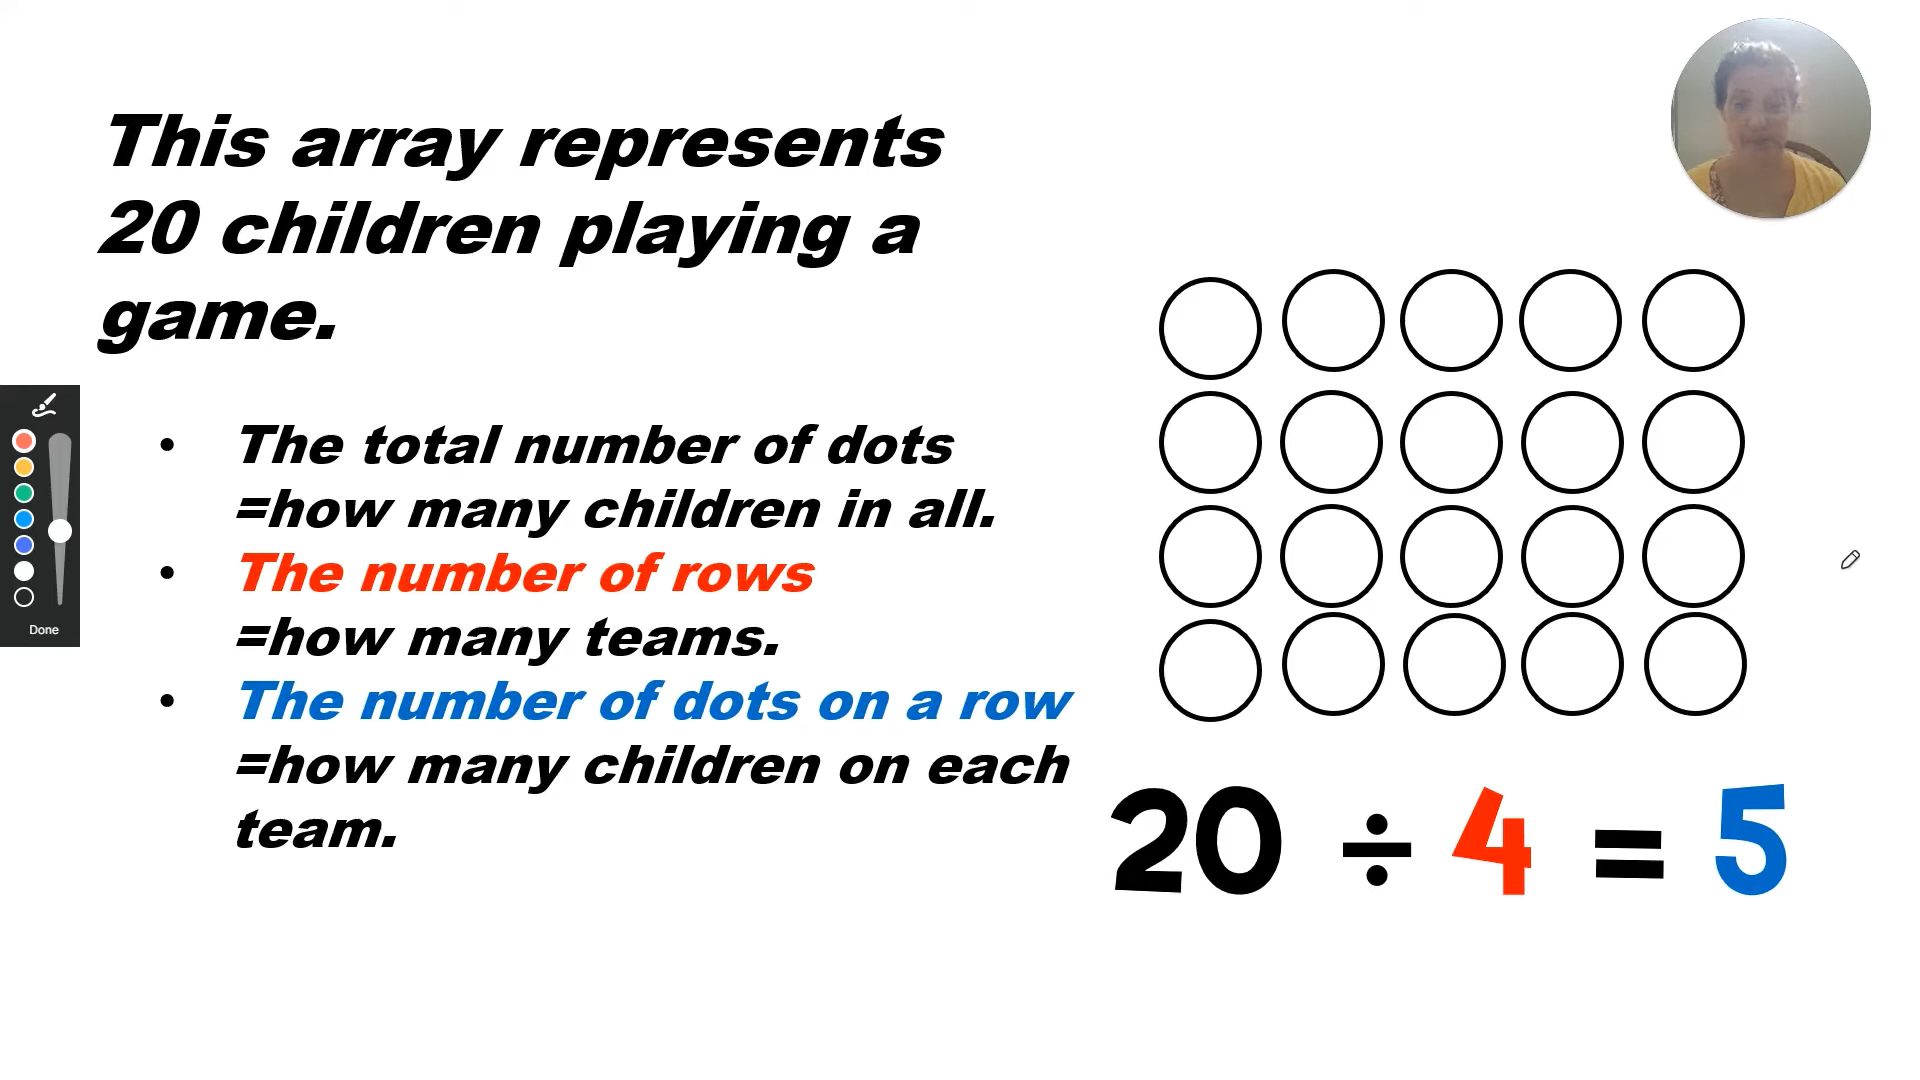 This array represents
20 children playing a
game.
• The total number of dots
=how many children in all.
• The number of rows
=how many teams.
• The number of dots on a row
=how many children on each
team.
20 ÷ 4 = 5
Done